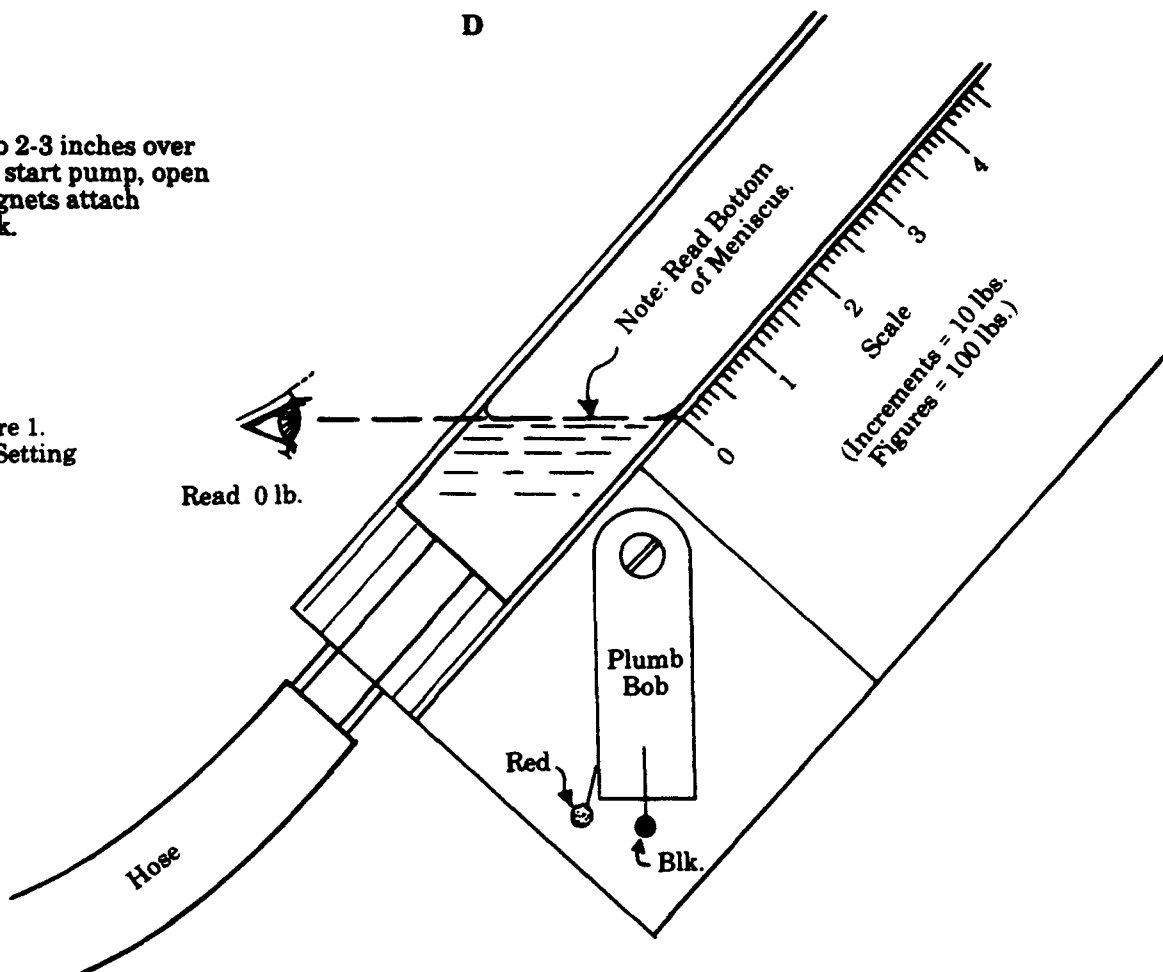 D
o 2-3 inches over
start pump, open
gnets attach
k.
Note: Read Bottom
of Meniscus.
4
3
2
1
0
Scale
(Increments = 10 lbs.
Figures = 100 lbs.)
re 1.
Setting
Read 0 lb.
Plumb
Bob
Red
Blk.
Hose